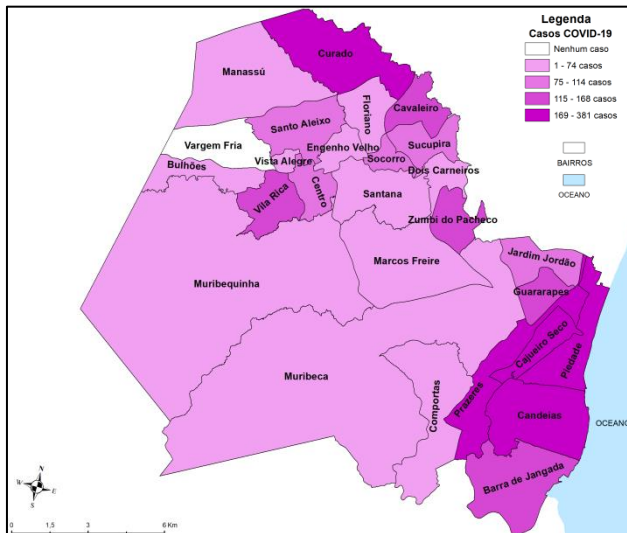 Legenda
Casos COVID-19
Nenhum caso
1 - 74 casos
75 - 114 casos
115 - 168 casos
169 - 381 casos
BAIRROS
OCEANO
Curado
Manassú
Floriano
Cavaleiro
Santo Aleixo
Vargem Fria
Engenho Velho
Sucupira
Vista Alegre
Socorro
Bulhões
Dois Carneiros
Vila Rica
Centro
Santana
Zumbi do Pacheco
Marcos Freire
Jardim Jordão
Muribequinha
Guararapes
Cajueiro Seco
Piedade
Muribeca
Comportas
Prazeres
Candeias
OCEANO
Barra de Jangada
N
W
E
S
0 1,5 3 6 Km